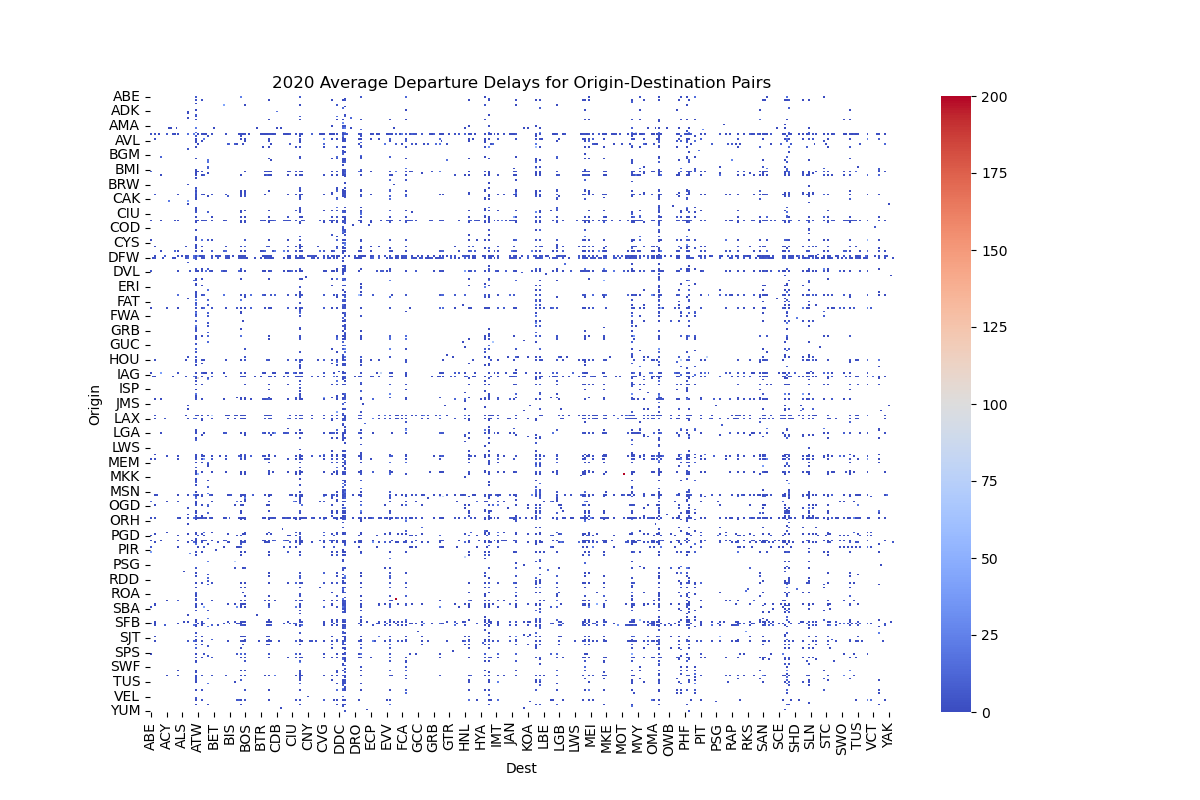 2020 Average Departure Delays for Origin-Destination Pairs
Origin
ABE
ADK
AMA
AVL
BGM
BMI
BRW
CAK
CIU
COD
CYS
DFW
DVL
ERI
FAT
FWA
GRB
GUC
HOU
IAG
ISP
JMS
LAX
LGA
LWS
MEM
MKK
MSN
OGD
ORH
PGD
PIR
PSG
RDD
ROA
SBA
SFB
SJT
SPS
SWF
TUS
VEL
YUM
ABE ACY ALS ATW BET BIS BOS BTR CDB CIU CNY CVG DDC DRO ECP EVV FCA GCC GRB GTR HNL HYA IMT JAN KOA LBE LGB LWS MEI MKE MOT MVY OMA OWB PHF PIT PSG RAP RKS SAN SCE SHD SLN STC SWO TUS VCT YAK
Dest
200
175
150
125
100
75
50
25
0